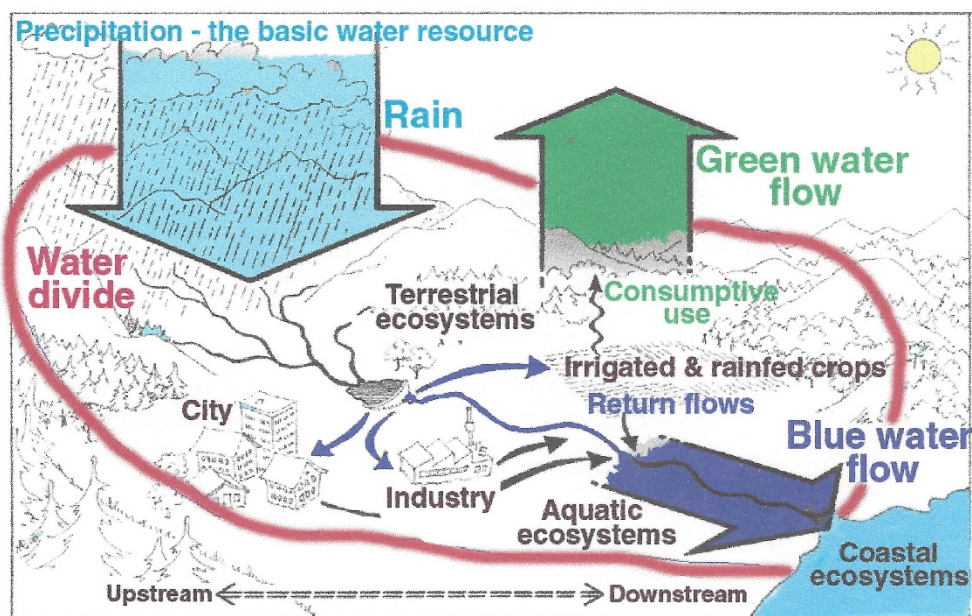 Precipitation - the basic water resource
Rain
Green water
flow
Water
divide
Terrestrial
ecosystems
Consumptive
use
Irrigated & rainfed crops
City
Return flows
Blue water
flow
Industry
Aquatic
ecosystems
Coastal
ecosystems
Upstream
Downstream